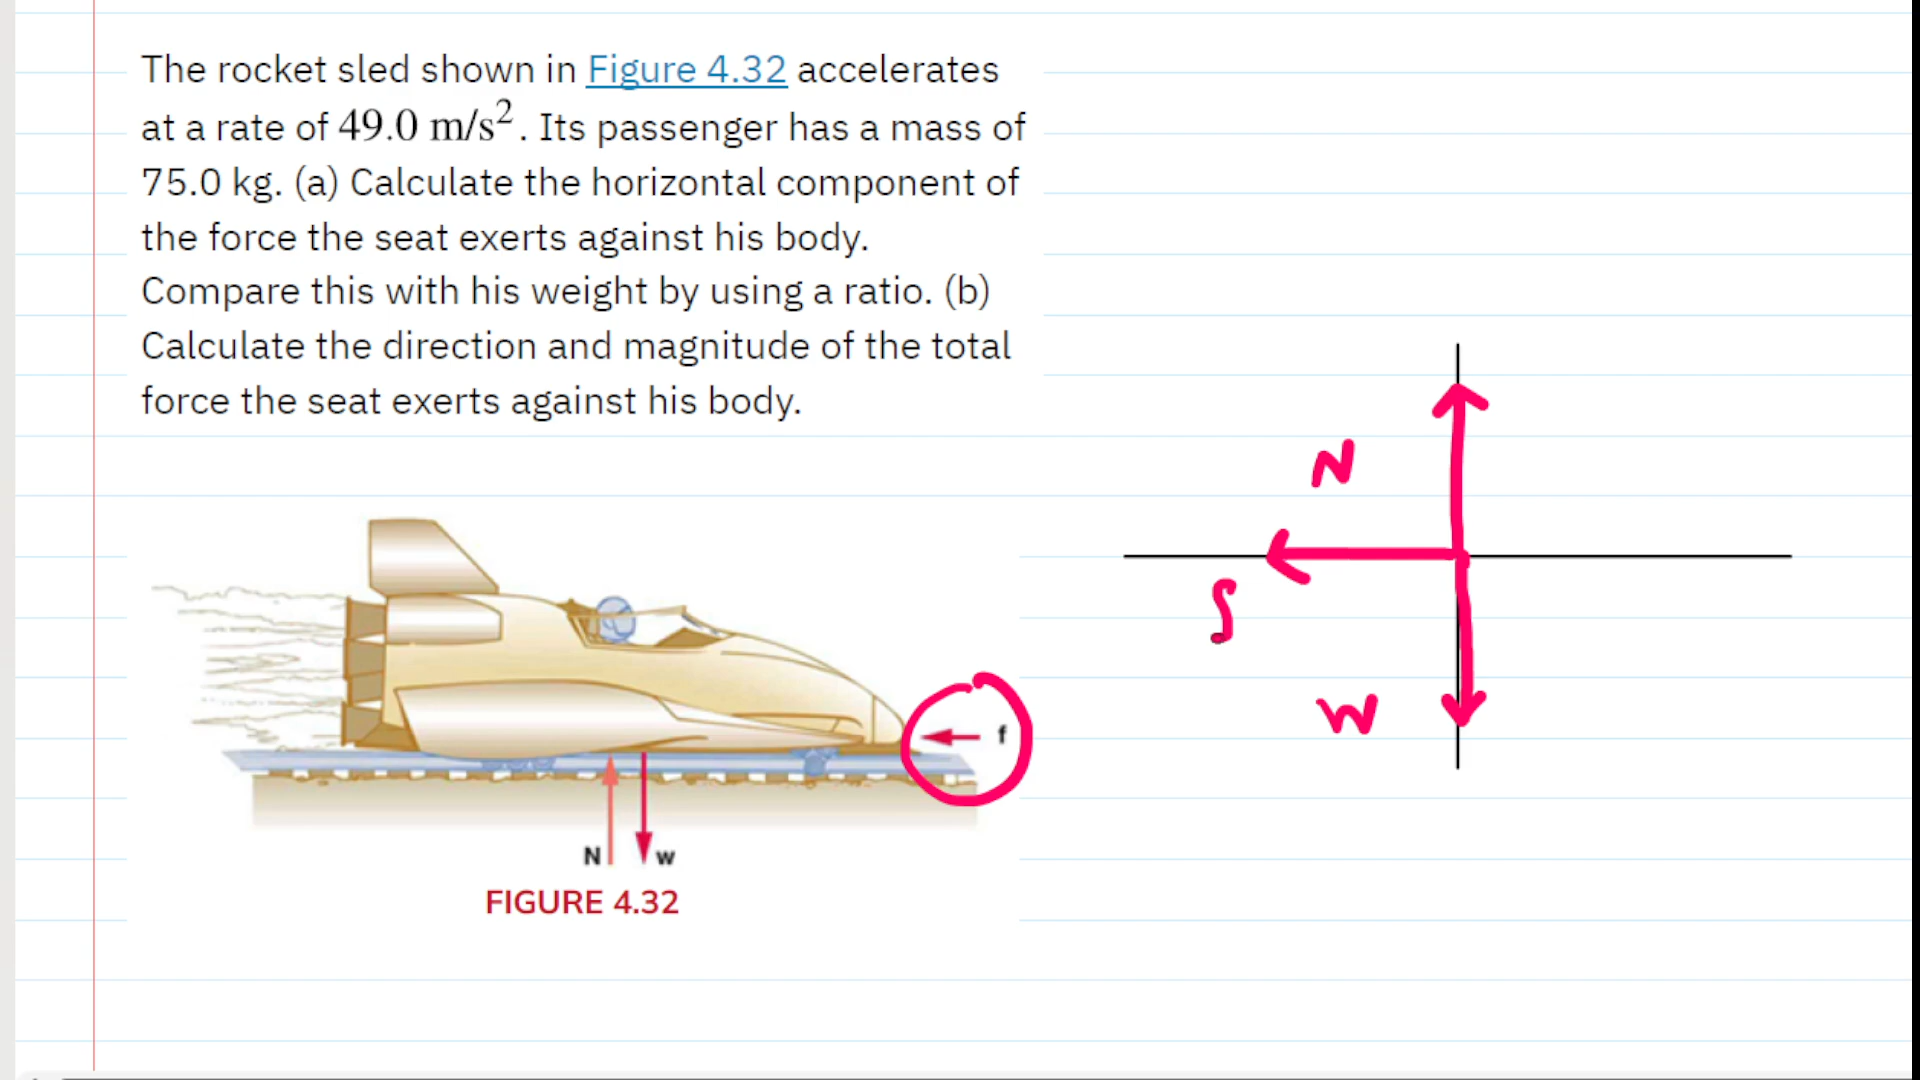 The rocket sled shown in Figure 4.32 accelerates
at a rate of 49.0 m/s². Its passenger has a mass of
75.0 kg. (a) Calculate the horizontal component of
the force the seat exerts against his body.
Compare this with his weight by using a ratio. (b)
Calculate the direction and magnitude of the total
force the seat exerts against his body.
N
f
w
f
N w
FIGURE 4.32